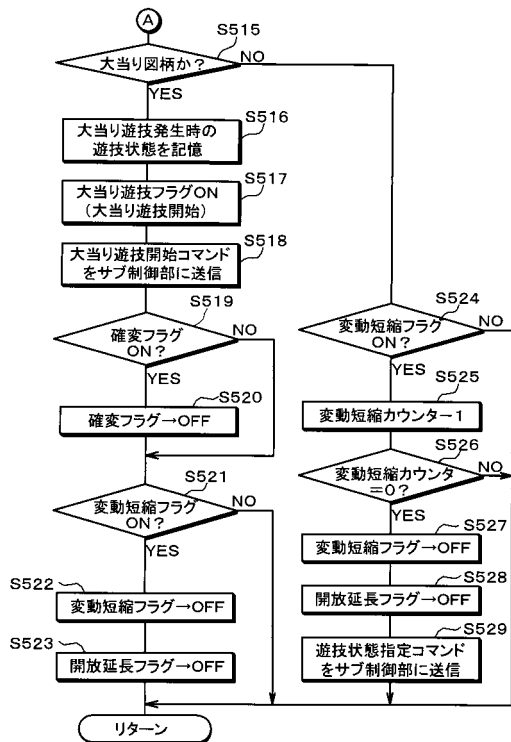 A
S515
大当り図柄か？
NO
YES
S516
大当り遊技発生時の
遊技状態を記憶
S517
大当り遊技フラグON
（大当り遊技開始）
S518
大当り遊技開始コマンド
をサブ制御部に送信
S519
確変フラグ
ON？
NO
YES
S520
確変フラグ→OFF
S521
変動短縮フラグ
ON？
NO
YES
S522
変動短縮フラグ→OFF
S523
開放延長フラグ→OFF
S524
変動短縮フラグ
ON？
NO
YES
S525
変動短縮カウンター1
S526
変動短縮カウンタ
=0？
NO
YES
S527
変動短縮フラグ→OFF
S528
開放延長フラグ→OFF
S529
遊技状態指定コマンド
をサブ制御部に送信
リターン